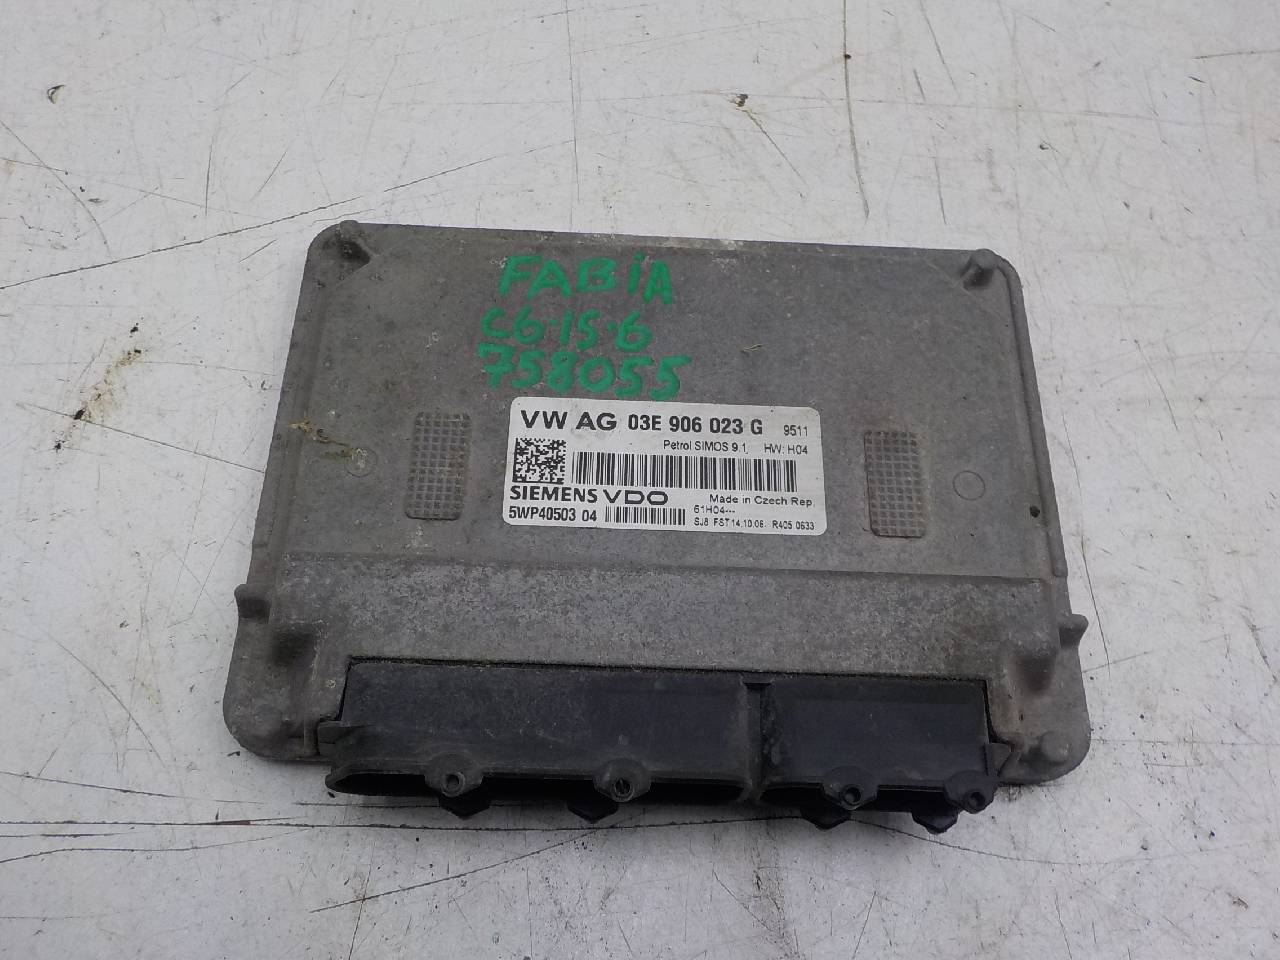 FABiA
C6-15-6
758055
VW AG 03E 906 023 G 9511
Petrol SIMOS 9.1 HW: H04
SIEMENS VDO Made in Czech Rep.
5WP40503 04 61H04---
SJ8 FST 14.10.06. R405 0633